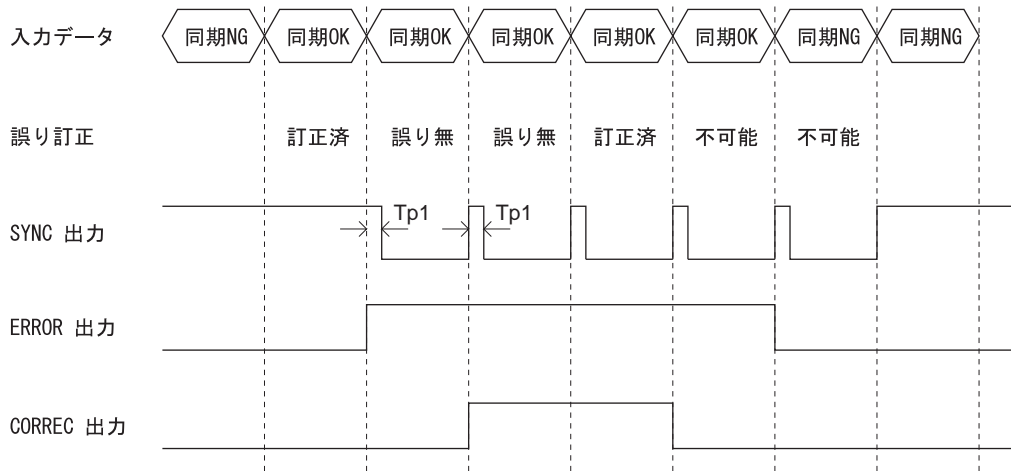 入力データ 同期NG 同期OK 同期OK 同期OK 同期OK 同期OK 同期NG 同期NG
誤り訂正 訂正済 誤り無 誤り無 訂正済 不可能 不可能
Tp1 Tp1
SYNC 出力
ERROR 出力
CORREC 出力